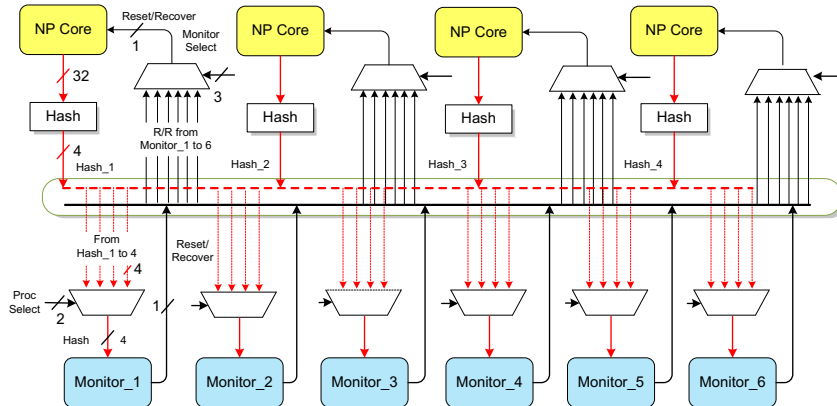 Reset/Recover
NP Core
1
Monitor
Select
3
32
Hash
R/R from
Monitor_1 to 6
4
Hash_1
NP Core
Hash
Hash_2
NP Core
Hash
Hash_3
NP Core
Hash
Hash_4
From
Hash_1 to 4
4
Reset/
Recover
Proc
Select
2
1
Hash
4
Monitor_1
Monitor_2
Monitor_3
Monitor_4
Monitor_5
Monitor_6